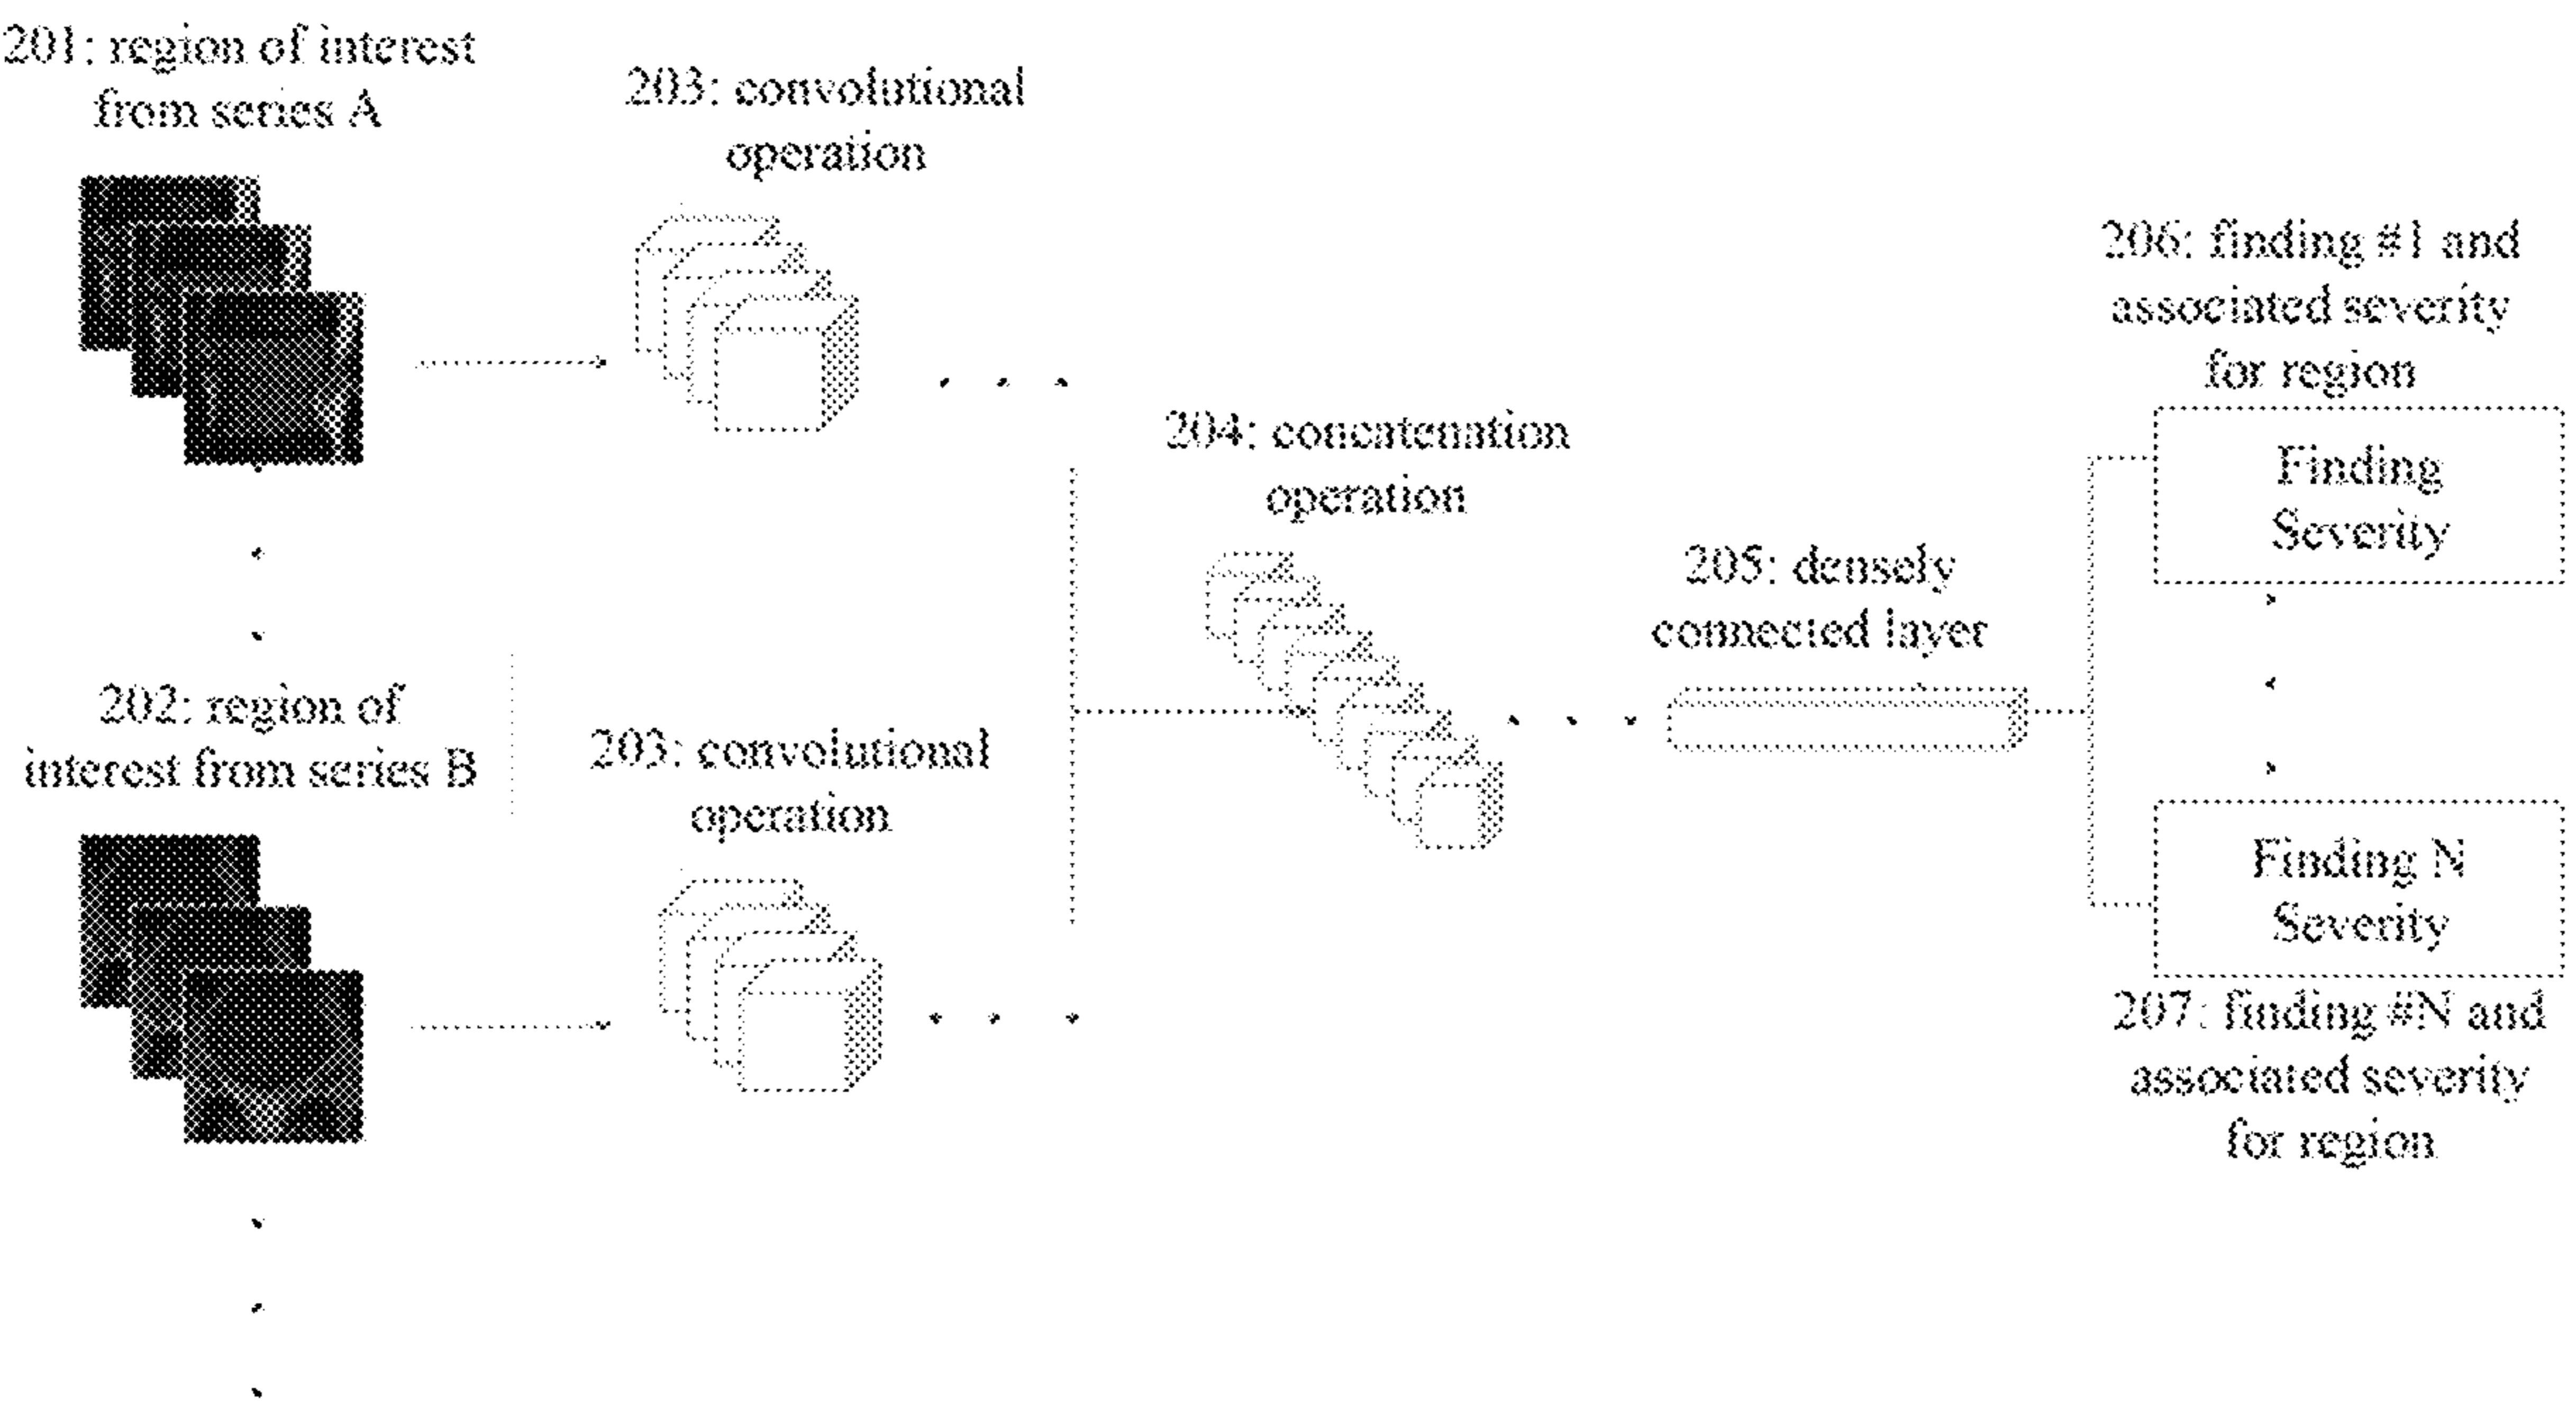 201: region of interest
from series A
203: convolutional
operation
204: concatenation
operation
205: densely
connected layer
206: finding #1 and
associated severity
for region
Finding
Severity
202: region of
interest from series B
203: convolutional
operation
Finding N
Severity
207: finding #N and
associated severity
for region